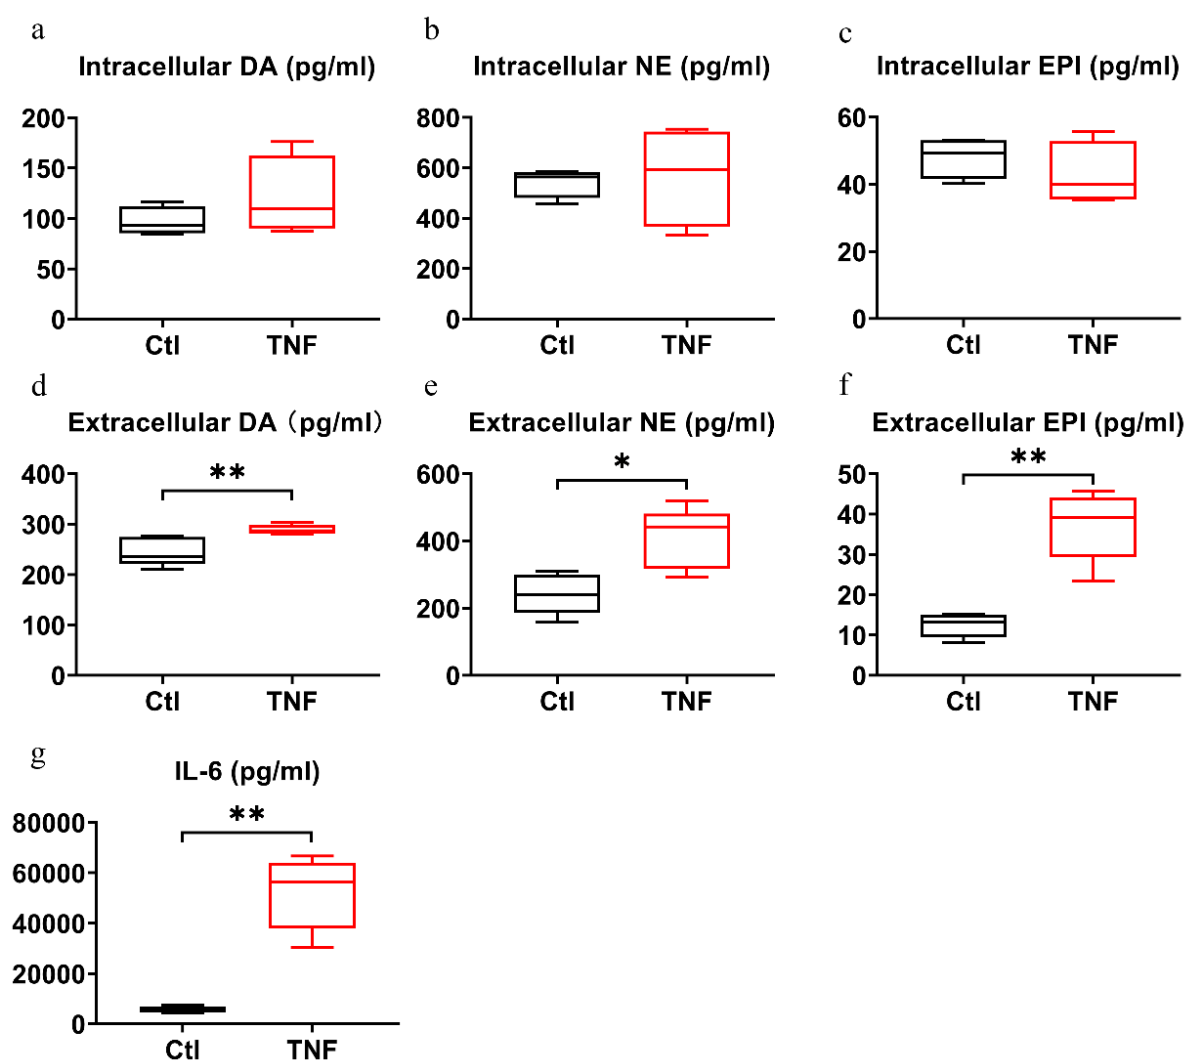 a
b
c
Intracellular DA (pg/ml)
Intracellular NE (pg/ml)
Intracellular EPI (pg/ml)
200
150
100
50
0
Ctl
TNF
800
600
400
200
0
Ctl
TNF
60
40
20
0
Ctl
TNF
d
e
f
Extracellular DA（pg/ml）
Extracellular NE (pg/ml)
Extracellular EPI (pg/ml)
400
300
200
100
0
**
Ctl
TNF
600
400
200
0
*
Ctl
TNF
50
40
30
20
10
0
**
Ctl
TNF
g
IL-6 (pg/ml)
80000
60000
40000
20000
0
**
Ctl
TNF